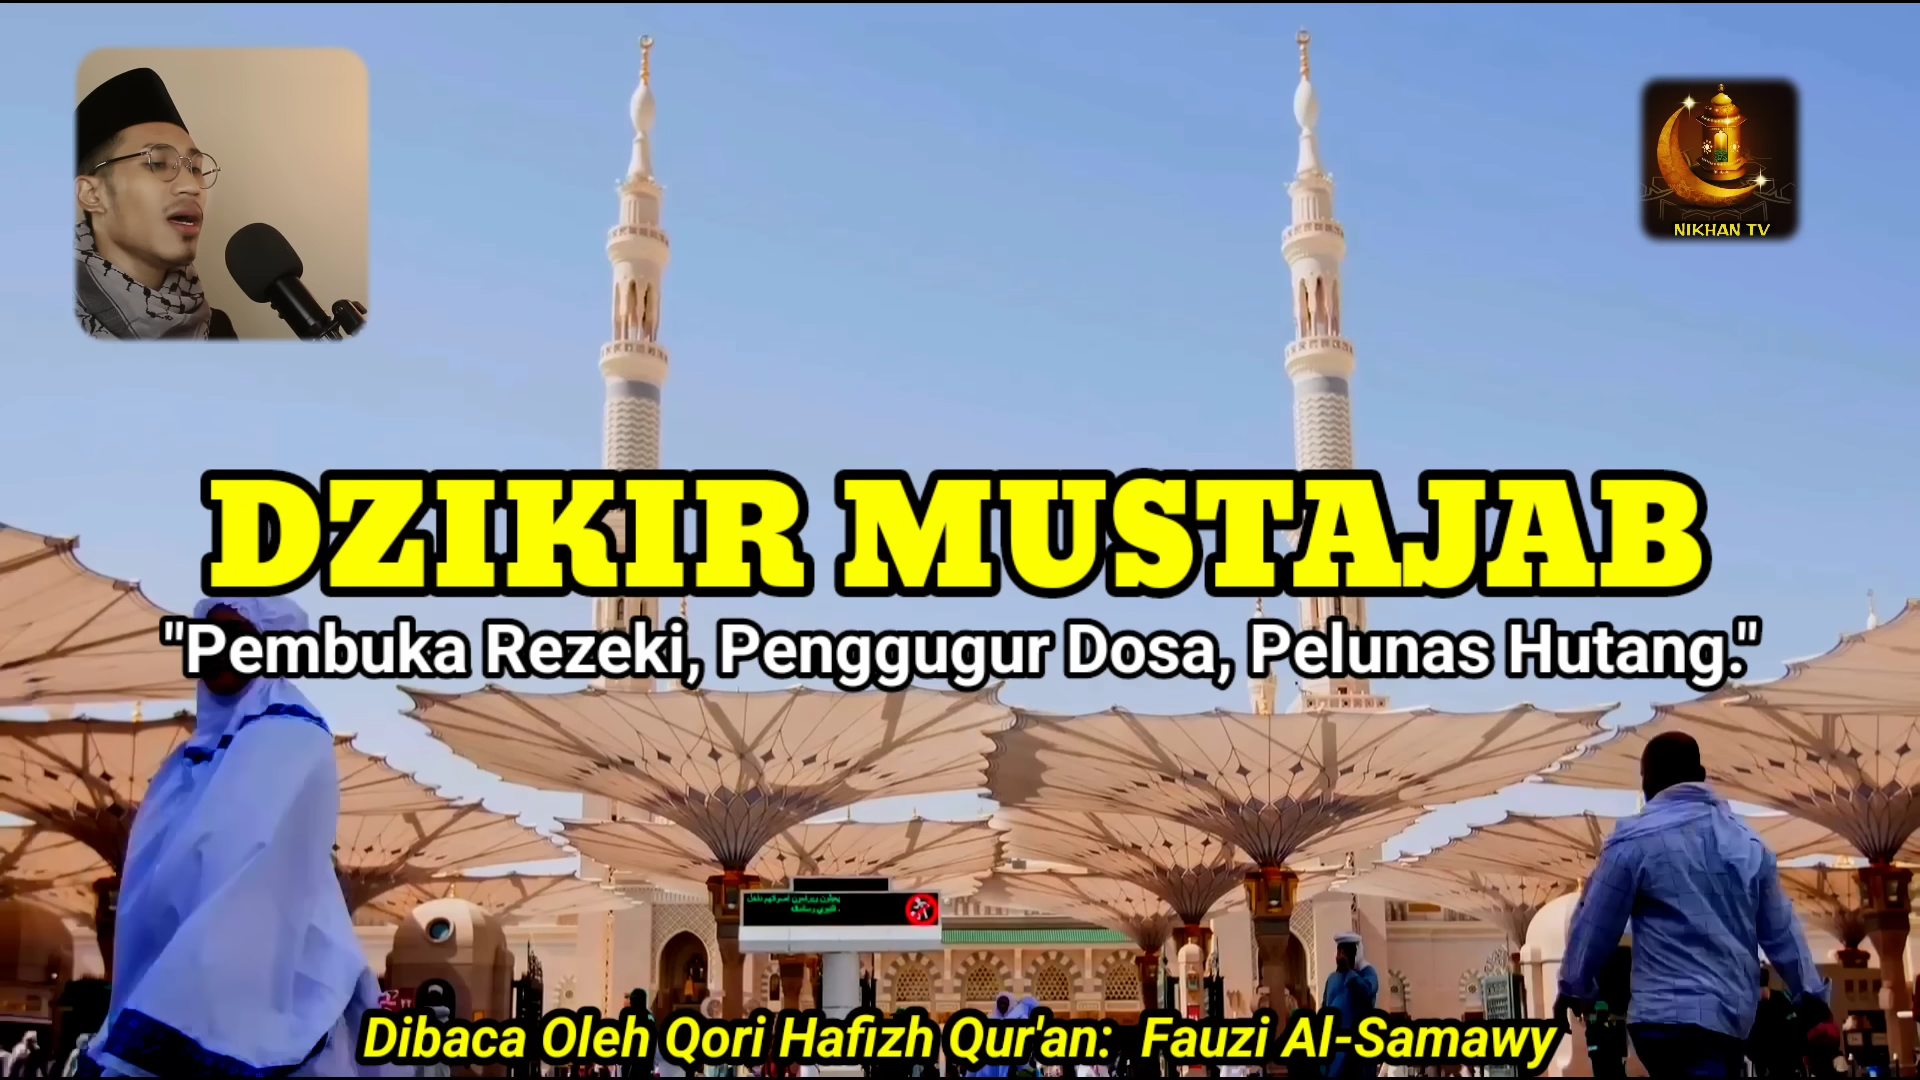 NIKHAN TV
DZIKIR MUSTAJAB
"Pembuka Rezeki, Penggugur Dosa, Pelunas Hutang."
Dibaca Oleh Qori Hafizh Qur'an: Fauzi Al-Samawy